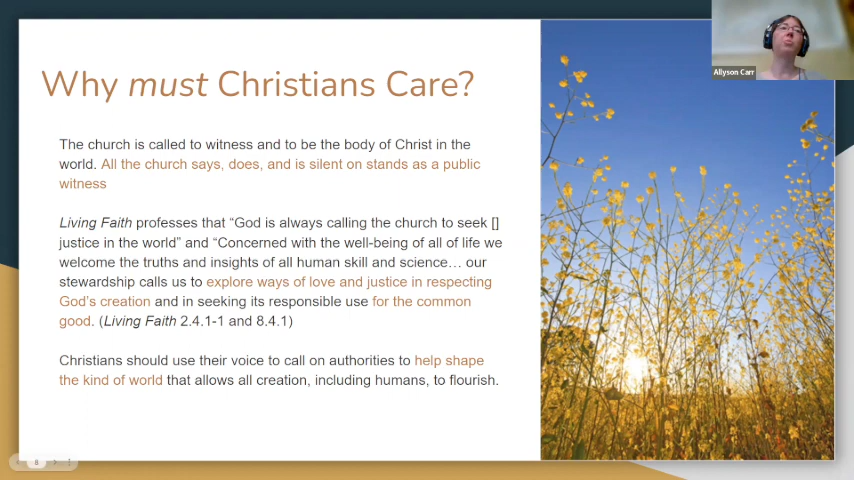 Why must Christians Care?
The church is called to witness and to be the body of Christ in the
world. All the church says, does, and is silent on stands as a public
witness
Living Faith professes that “God is always calling the church to seek []
justice in the world” and “Concerned with the well-being of all of life we
welcome the truths and insights of all human skill and science… our
stewardship calls us to explore ways of love and justice in respecting
God’s creation and in seeking its responsible use for the common
good. (Living Faith 2.4.1-1 and 8.4.1)
Christians should use their voice to call on authorities to help shape
the kind of world that allows all creation, including humans, to flourish.
Allyson Carr
8